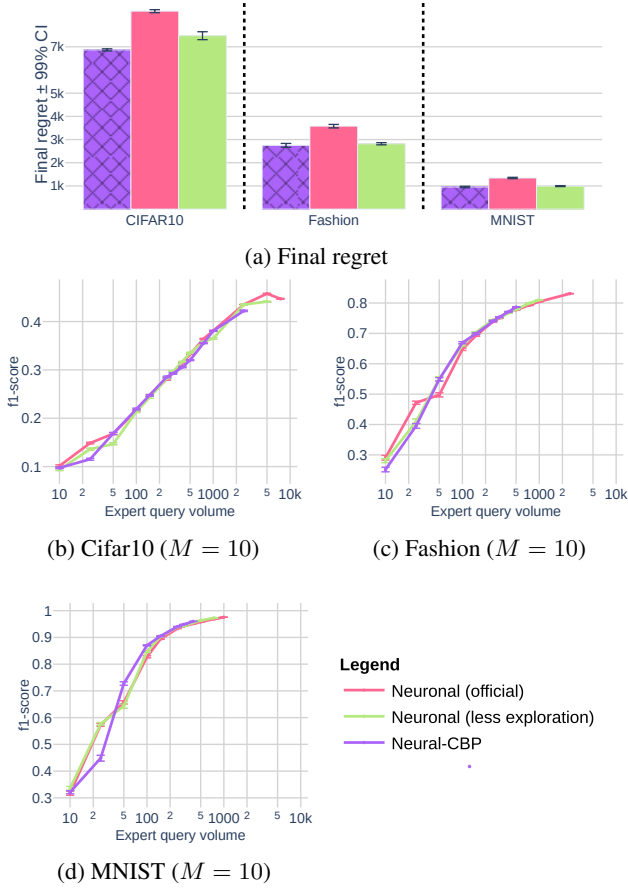 Final regret ± 99% CI
7k
5k
4k
3k
2k
1k
CIFAR10
Fashion
MNIST
(a) Final regret
f1-score
0.4
0.3
0.2
0.1
10 2 5 100 2 5 1000 2 5 10k
Expert query volume
(b) Cifar10 (M = 10)
f1-score
0.8
0.7
0.6
0.5
0.4
0.3
10 2 5 100 2 5 1000 2 5 10k
Expert query volume
(c) Fashion (M = 10)
f1-score
1
0.9
0.8
0.7
0.6
0.5
0.4
0.3
10 2 5 100 2 5 1000 2 5 10k
Expert query volume
(d) MNIST (M = 10)
Legend
Neuronal (official)
Neuronal (less exploration)
Neural-CBP